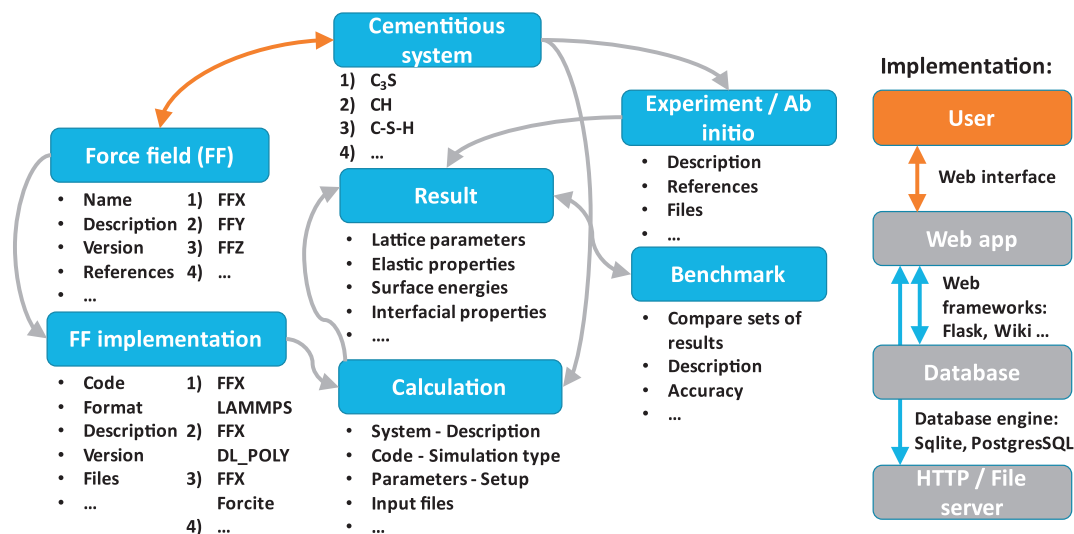 Cementitious
system
1) C₃S
2) CH
3) C-S-H
4) ...
Force field (FF)
• Name 1) FFX
• Description 2) FFY
• Version 3) FFZ
• References 4) ...
• ...
FF implementation
• Code 1) FFX
• Format LAMMPS
• Description 2) FFX
• Version DL_POLY
• Files 3) FFX
• ... Forcite
4) ...
Result
• Lattice parameters
• Elastic properties
• Surface energies
• Interfacial properties
• ....
Calculation
• System - Description
• Code - Simulation type
• Parameters - Setup
• Input files
• ...
Experiment / Ab
initio
• Description
• References
• Files
• ...
Benchmark
• Compare sets of
results
• Description
• Accuracy
• ...
Implementation:
User
Web interface
Web app
Web
frameworks:
Flask, Wiki ...
Database
Database engine:
Sqlite, PostgresSQL
HTTP / File
server